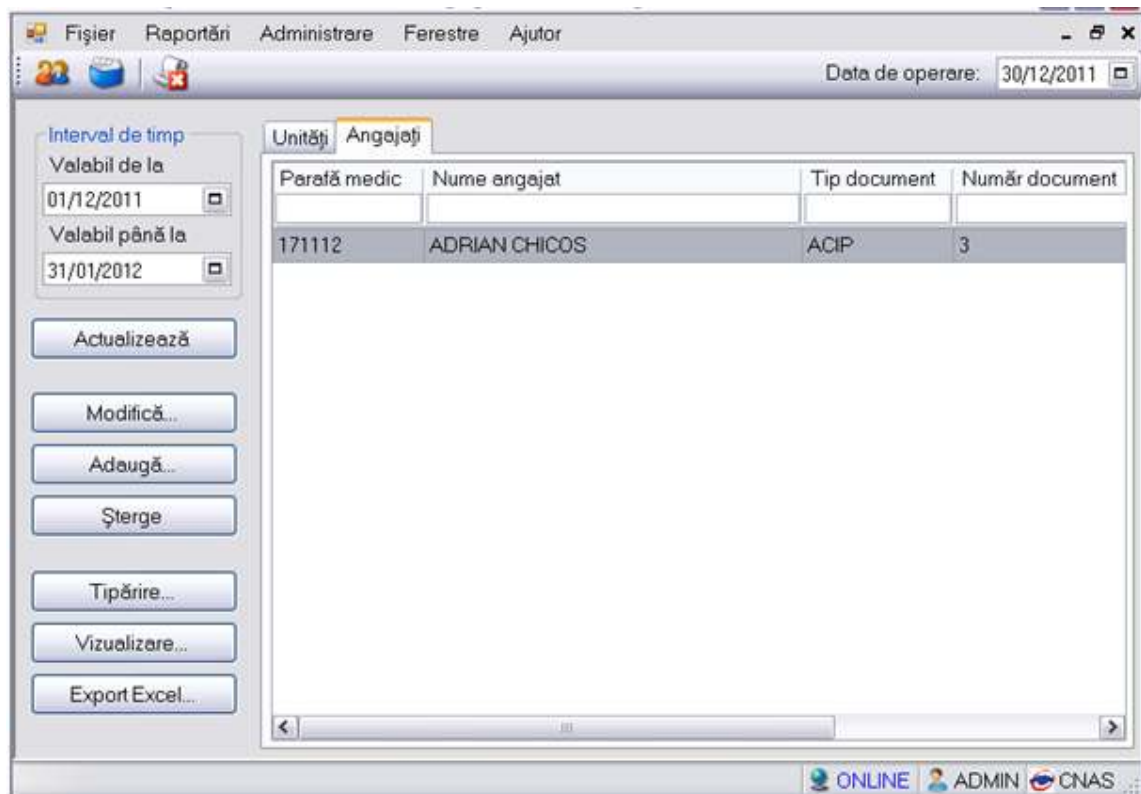 Fişier Raportări Administrare Ferestre Ajutor
Data de operare: 30/12/2011
Interval de timp
Valabil de la
01/12/2011
Valabil până la
31/01/2012
Actualizează
Modifică...
Adaugă...
Şterge
Tipărire...
Vizualizare...
Export Excel...
Unităţi Angajaţi
Parafă medic Nume angajat Tip document Număr document
171112 ADRIAN CHICOS ACIP 3
ONLINE ADMIN CNAS